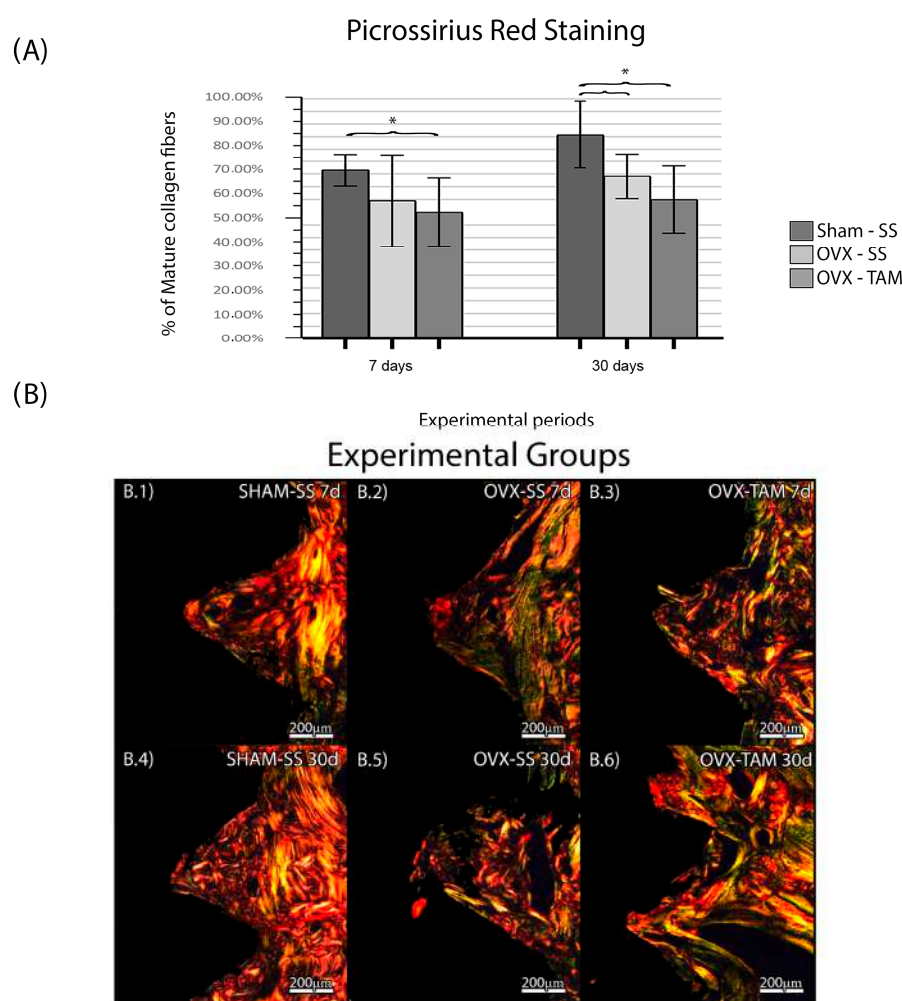 Picrossirius Red Staining
(A)
*
*
100.00%
90.00%
80.00%
70.00%
60.00%
50.00%
40.00%
30.00%
20.00%
10.00%
0.00%
% of Mature collagen fibers
Sham - SS
OVX - SS
OVX - TAM
7 days
30 days
(B)
Experimental periods
Experimental Groups
B.1) SHAM-SS 7d
B.2) OVX-SS 7d
B.3) OVX-TAM 7d
200µm
200µm
200µm
B.4) SHAM-SS 30d
B.5) OVX-SS 30d
B.6) OVX-TAM 30d
200µm
200µm
200µm